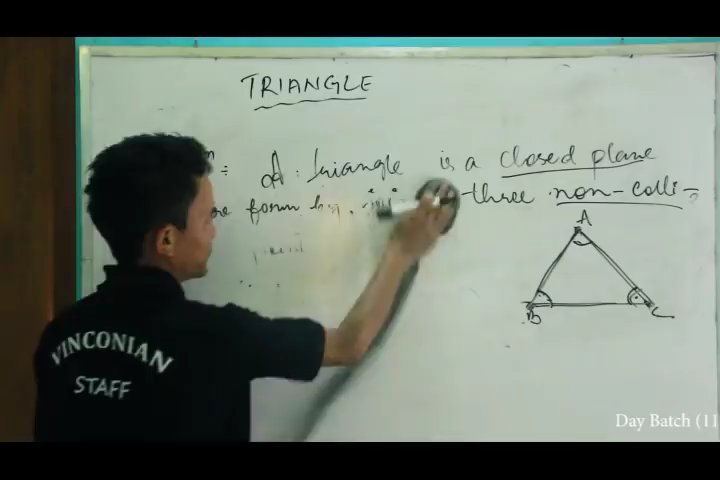 TRIANGLE
A triangle is a closed plane
form by three non-colli-
A
B C
VINCONIAN
STAFF
Day Batch (11